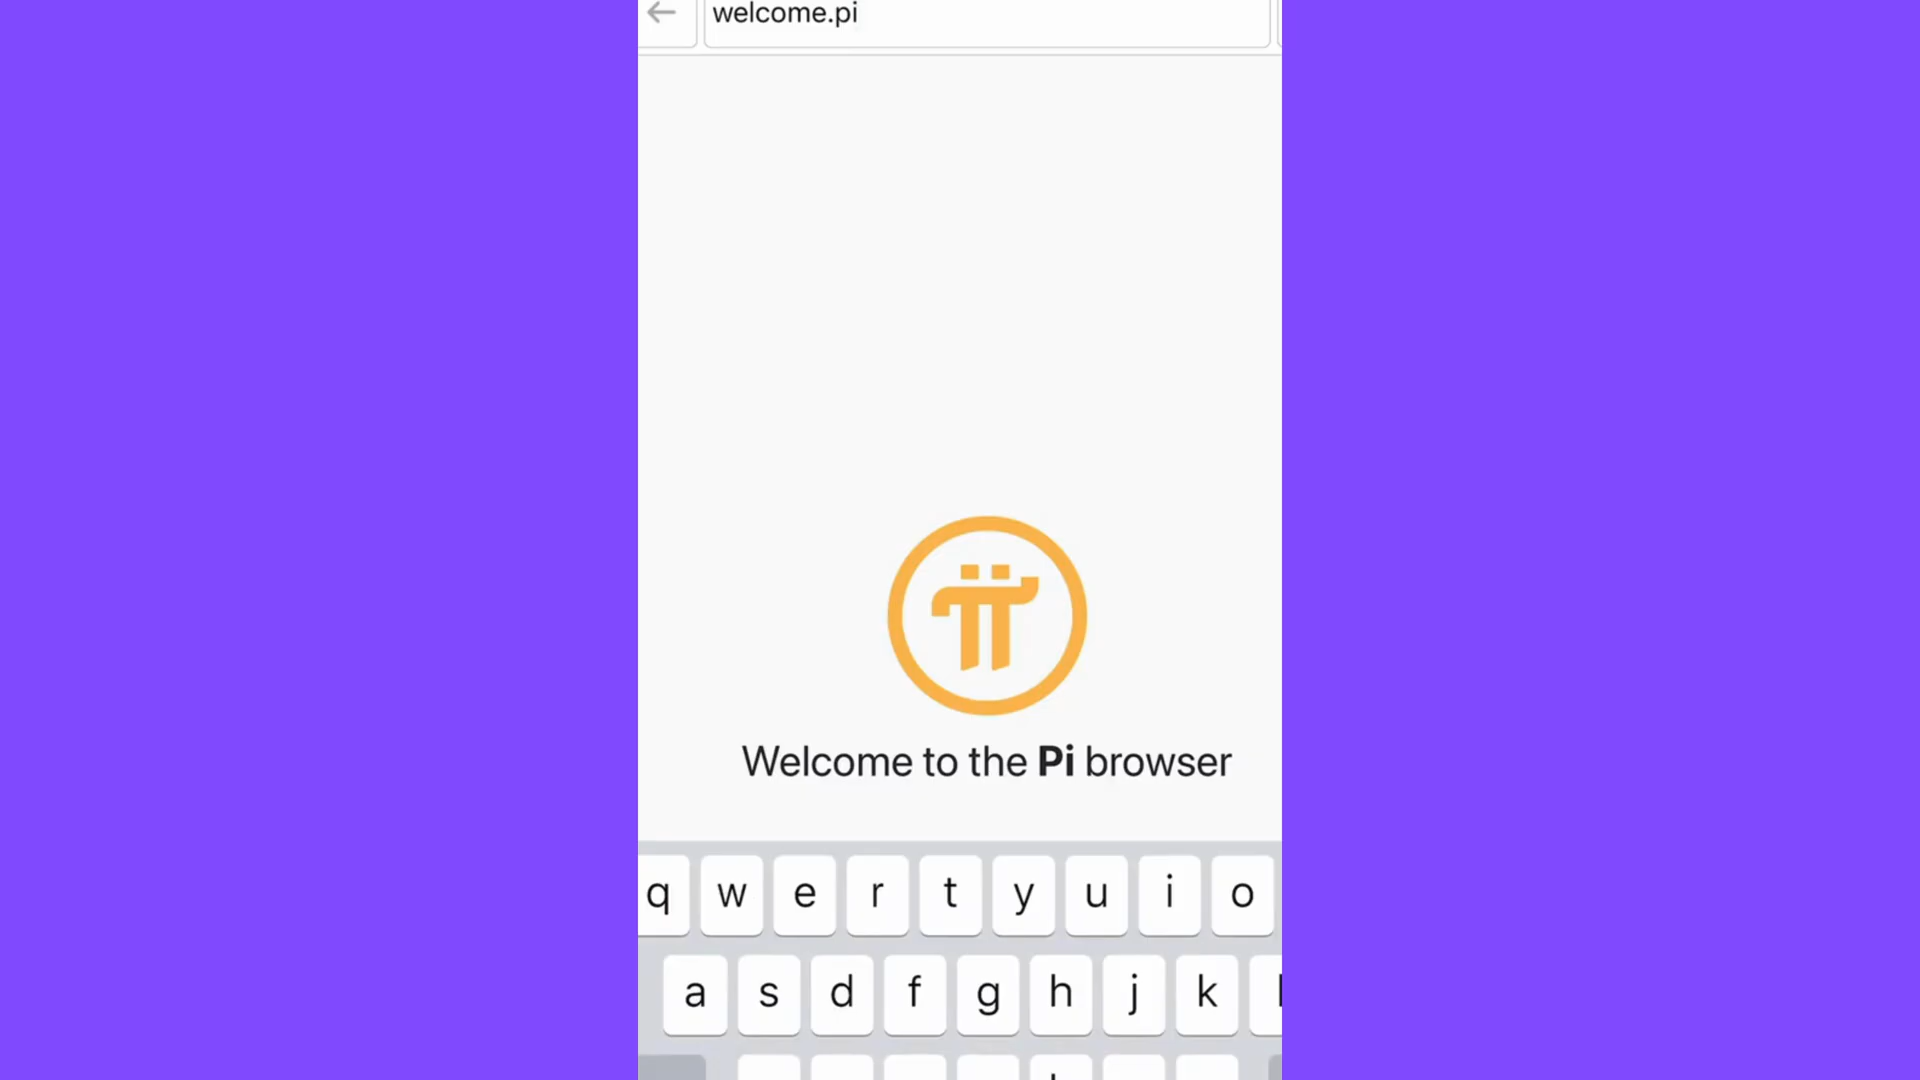 welcome.pi
Welcome to the Pi browser
q w e r t y u i o
a s d f g h j k